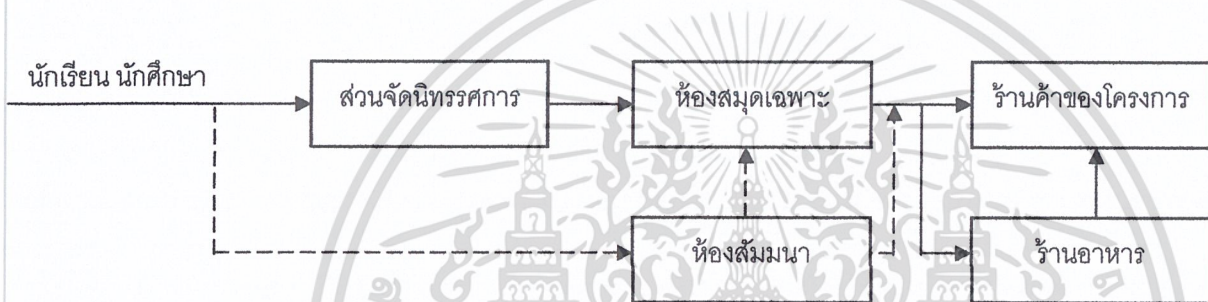 นักเรียน นักศึกษา
ส่วนจัดนิทรรศการ
ห้องสมุดเฉพาะ
ร้านค้าของโครงการ
ห้องสัมมนา
ร้านอาหาร